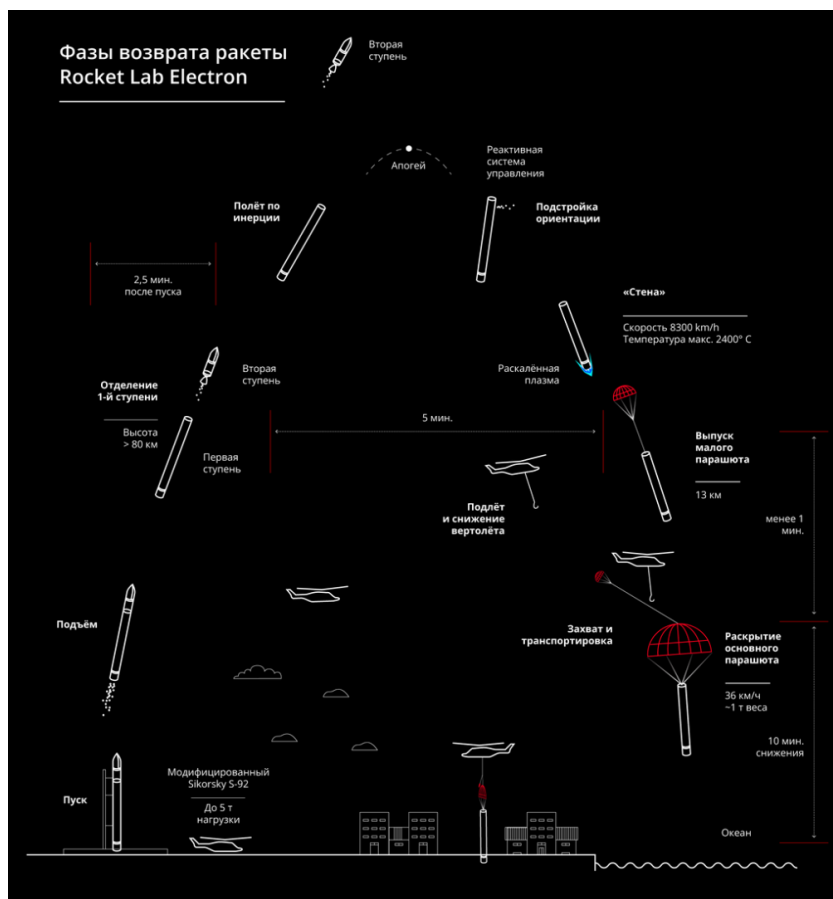 Фазы возврата ракеты
Rocket Lab Electron
Вторая
ступень
Апогей
Реактивная
система
управления
Полёт по
инерции
Подстройка
ориентации
2,5 мин.
после пуска
«Стена»
Скорость 8300 km/h
Температура макс. 2400° C
Отделение
1-й ступени
Высота
> 80 км
Вторая
ступень
Первая
ступень
Раскалённая
плазма
5 мин.
Выпуск
малого
парашюта
13 км
Подлёт
и снижение
вертолёта
менее 1
мин.
Подъём
Захват и
транспортировка
Раскрытие
основного
парашюта
36 км/ч
~1 т веса
10 мин.
снижения
Пуск
Модифицированный
Sikorsky S-92
До 5 т
нагрузки
Океан